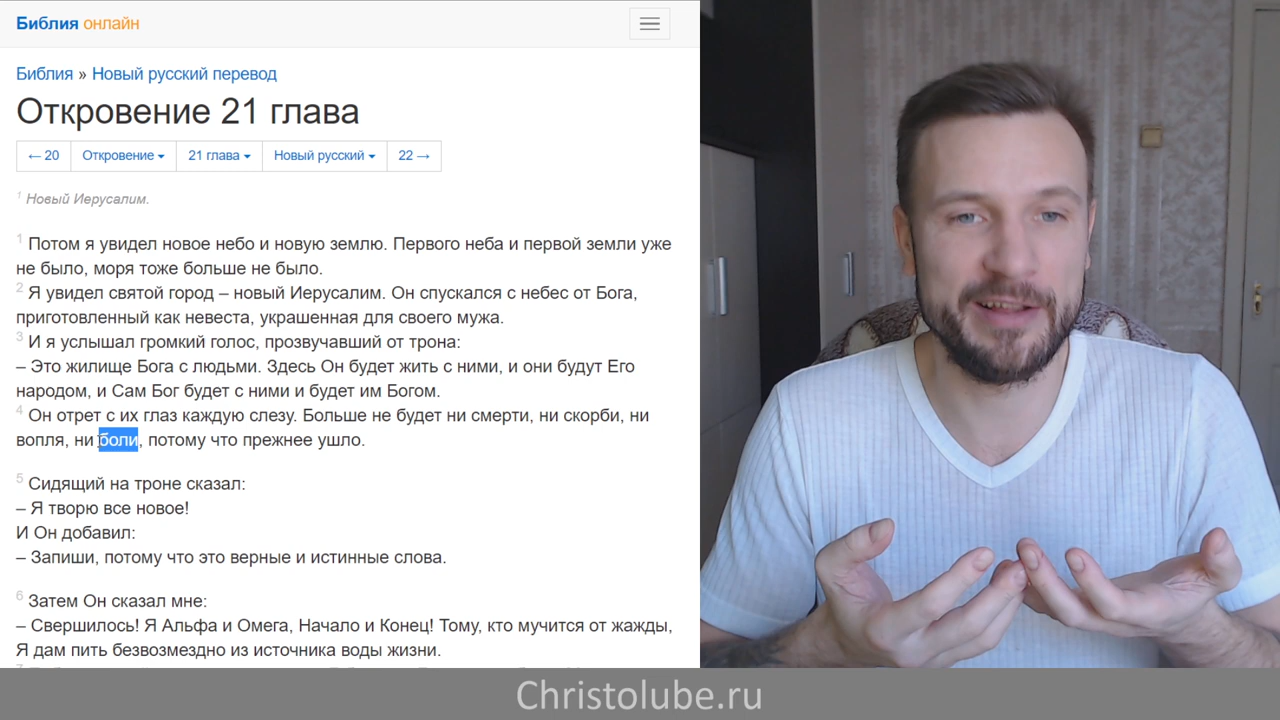 Библия онлайн
Библия » Новый русский перевод
Откровение 21 глава
← 20 Откровение 21 глава Новый русский 22 →
1 Новый Иерусалим.
1 Потом я увидел новое небо и новую землю. Первого неба и первой земли уже
не было, моря тоже больше не было.
2 Я увидел святой город – новый Иерусалим. Он спускался с небес от Бога,
приготовленный как невеста, украшенная для своего мужа.
3 И я услышал громкий голос, прозвучавший от трона:
– Это жилище Бога с людьми. Здесь Он будет жить с ними, и они будут Его
народом, и Сам Бог будет с ними и будет им Богом.
4 Он отрет с их глаз каждую слезу. Больше не будет ни смерти, ни скорби, ни
вопля, ни боли, потому что прежнее ушло.
5 Сидящий на троне сказал:
– Я творю все новое!
И Он добавил:
– Запиши, потому что это верные и истинные слова.
6 Затем Он сказал мне:
– Свершилось! Я Альфа и Омега, Начало и Конец! Тому, кто мучится от жажды,
Я дам пить безвозмездно из источника воды жизни.
Christolube.ru